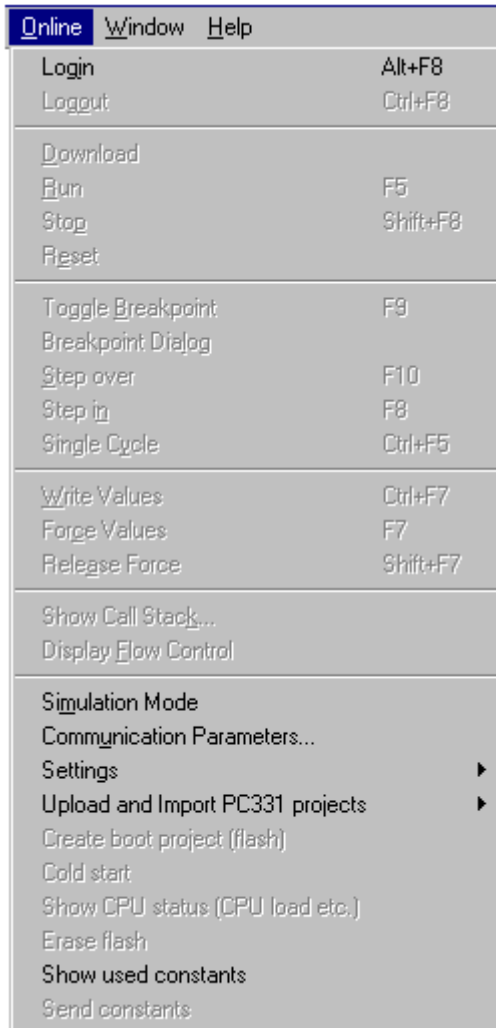 Online Window Help
Login Alt+F8
Logout Ctrl+F8
Download
Run F5
Stop Shift+F8
Reset
Toggle Breakpoint F9
Breakpoint Dialog
Step over F10
Step in F8
Single Cycle Ctrl+F5
Write Values Ctrl+F7
Force Values F7
Release Force Shift+F7
Show Call Stack...
Display Flow Control
Simulation Mode
Communication Parameters...
Settings
Upload and Import PC331 projects
Create boot project (flash)
Cold start
Show CPU status (CPU load etc.)
Erase flash
Show used constants
Send constants